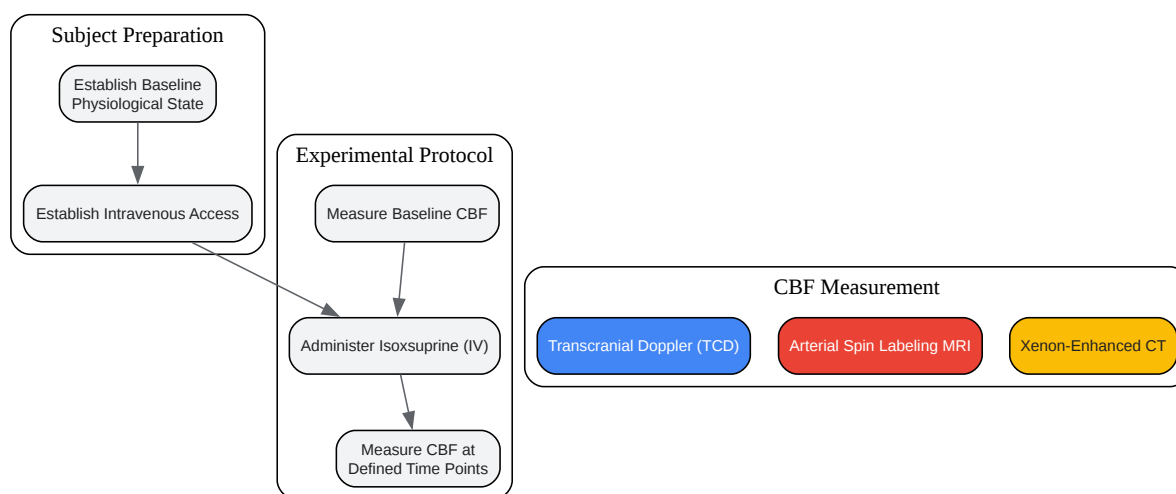 Subject Preparation
Establish Baseline
Physiological State
Establish Intravenous Access
Experimental Protocol
Measure Baseline CBF
Administer Isoxsuprine (IV)
Measure CBF at
Defined Time Points
CBF Measurement
Transcranial Doppler (TCD)
Arterial Spin Labeling MRI
Xenon-Enhanced CT